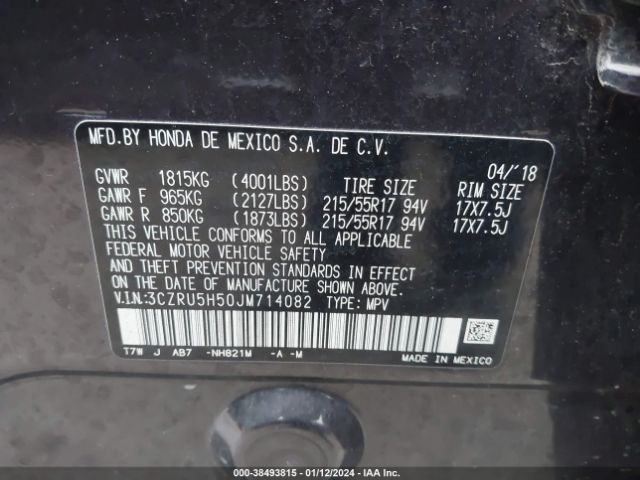 MFD.BY HONDA DE MEXICO S.A. DE C.V.
04/'18
GVWR 1815KG (4001LBS) TIRE SIZE RIM SIZE
GAWR F 965KG (2127LBS) 215/55R17 94V 17X7.5J
GAWR R 850KG (1873LBS) 215/55R17 94V 17X7.5J
THIS VEHICLE CONFORMS TO ALL APPLICABLE
FEDERAL MOTOR VEHICLE SAFETY
AND THEFT PREVENTION STANDARDS IN EFFECT
ON THE DATE OF MANUFACTURE SHOWN ABOVE.
V.I.N:3CZRU5H50JM714082 TYPE: MPV
T7W J AB7 -NH821M -A -M MADE IN MEXICO
000-38493815 - 01/12/2024 - IAA Inc.